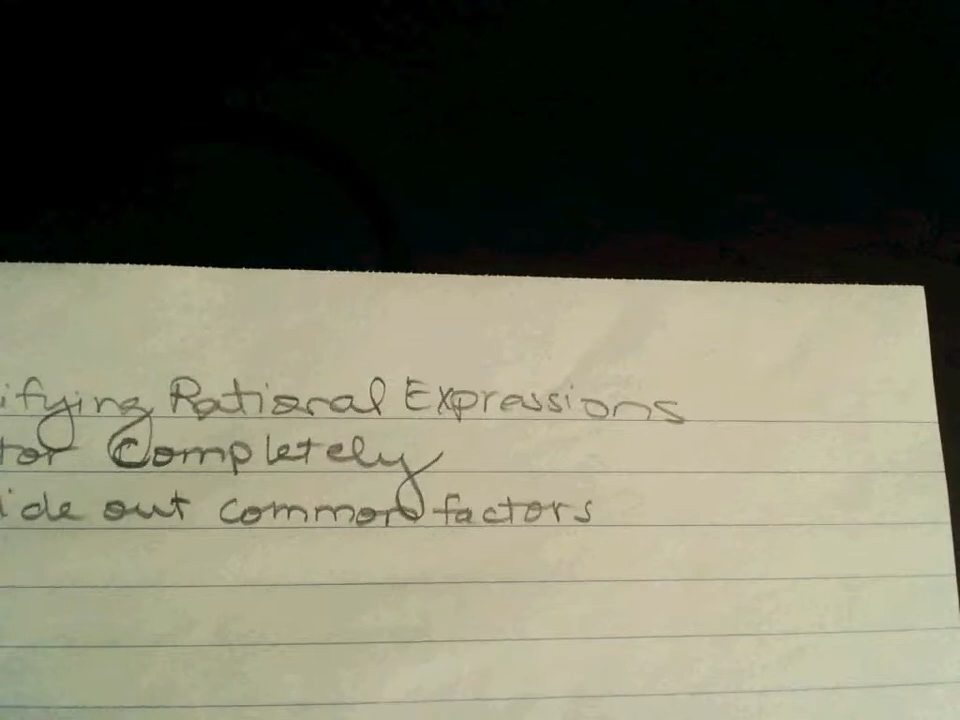 ifying Rational Expressions
tor Completely
ide out common factors